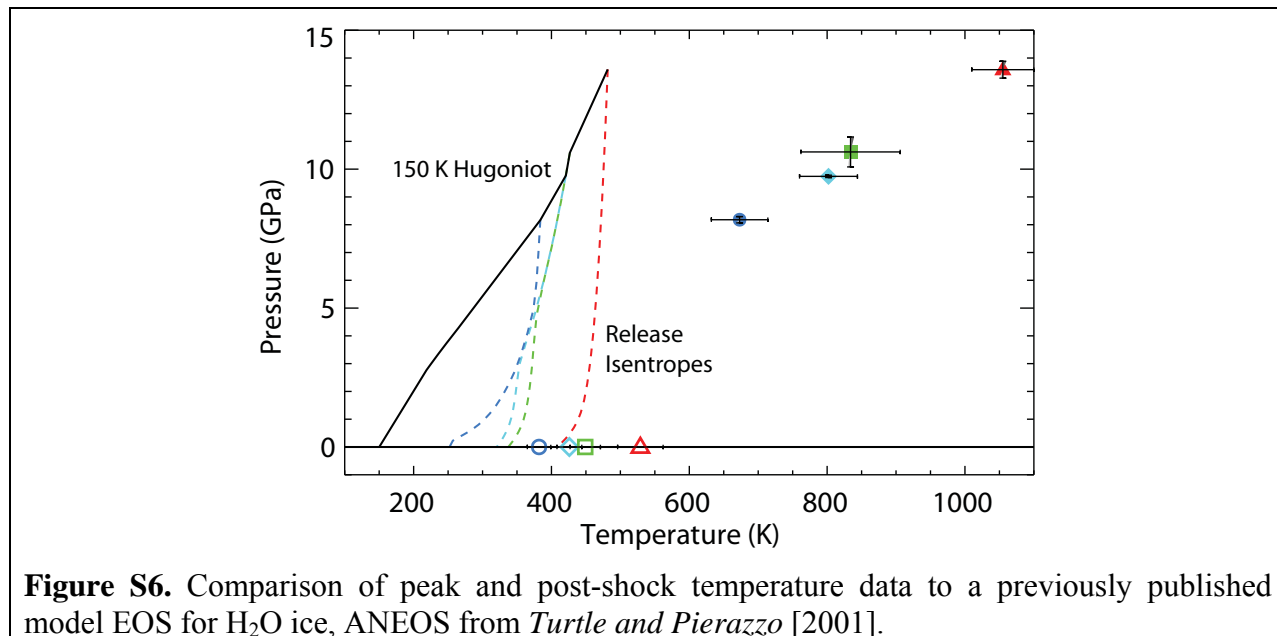 15
10
5
0
Pressure (GPa)
150 K Hugoniot
Release
Isentropes
200 400 600 800 1000
Temperature (K)
Figure S6. Comparison of peak and post-shock temperature data to a previously published
model EOS for H₂O ice, ANEOS from Turtle and Pierazzo [2001].